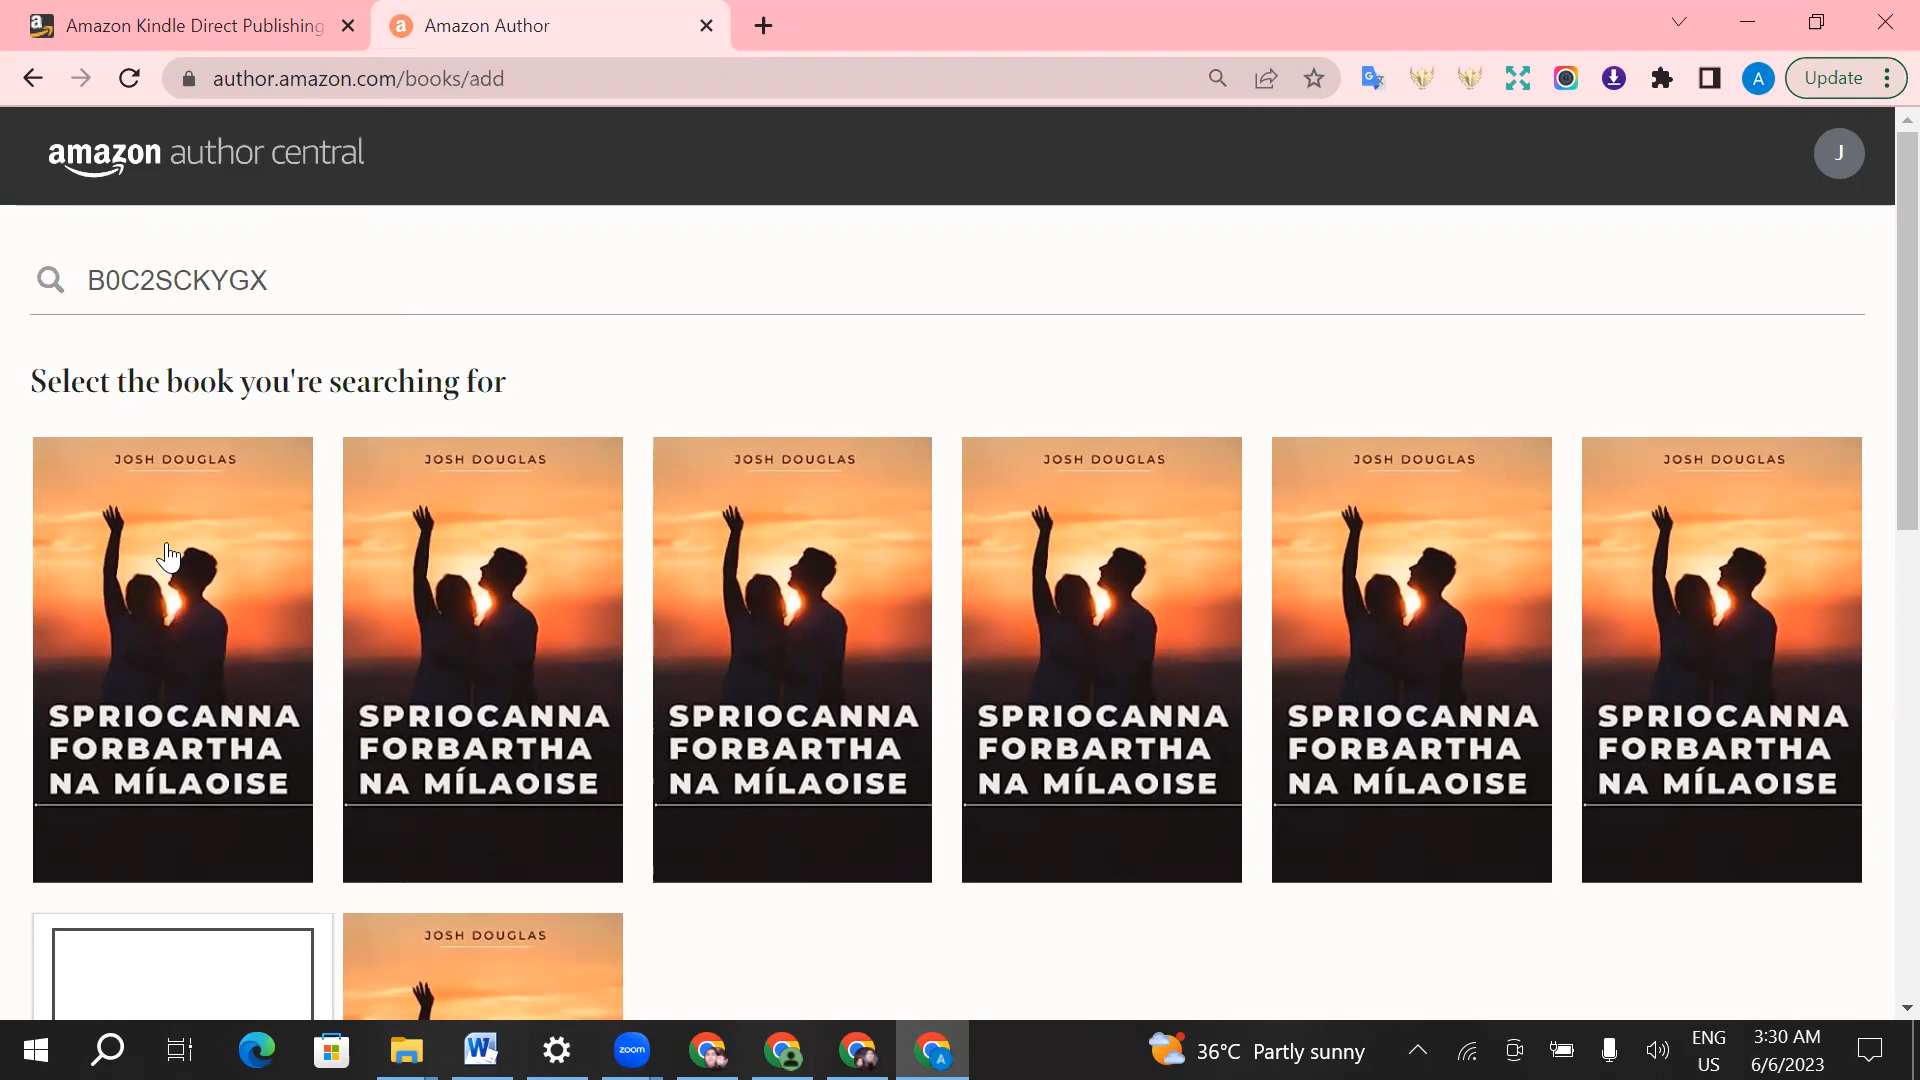 Amazon Kindle Direct Publishing
Amazon Author
author.amazon.com/books/add
A
Update
amazon author central
J
B0C2SCKYGX
Select the book you're searching for
JOSH DOUGLAS
SPRIOCANNA
FORBARTHA
NA MÍLAOISE
JOSH DOUGLAS
SPRIOCANNA
FORBARTHA
NA MÍLAOISE
JOSH DOUGLAS
SPRIOCANNA
FORBARTHA
NA MÍLAOISE
JOSH DOUGLAS
SPRIOCANNA
FORBARTHA
NA MÍLAOISE
JOSH DOUGLAS
SPRIOCANNA
FORBARTHA
NA MÍLAOISE
JOSH DOUGLAS
SPRIOCANNA
FORBARTHA
NA MÍLAOISE
JOSH DOUGLAS
zoom
A
36°C Partly sunny
ENG
US
3:30 AM
6/6/2023